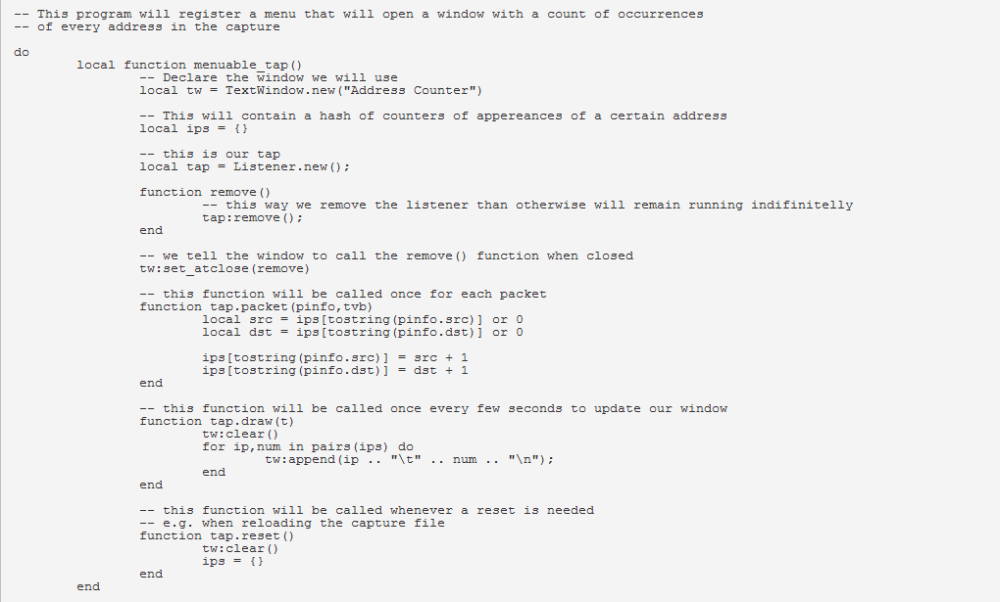 -- This program will register a menu that will open a window with a count of occurrences
-- of every address in the capture
do
local function menuable_tap()
-- Declare the window we will use
local tw = TextWindow.new("Address Counter")
-- This will contain a hash of counters of appereances of a certain address
local ips = {}
-- this is our tap
local tap = Listener.new();
function remove()
-- this way we remove the listener than otherwise will remain running indifinitelly
tap:remove();
end
-- we tell the window to call the remove() function when closed
tw:set_atclose(remove)
-- this function will be called once for each packet
function tap.packet(pinfo,tvb)
local src = ips[tostring(pinfo.src)] or 0
local dst = ips[tostring(pinfo.dst)] or 0
ips[tostring(pinfo.src)] = src + 1
ips[tostring(pinfo.dst)] = dst + 1
end
-- this function will be called once every few seconds to update our window
function tap.draw(t)
tw:clear()
for ip,num in pairs(ips) do
tw:append(ip .. "\t" .. num .. "\n");
end
end
-- this function will be called whenever a reset is needed
-- e.g. when reloading the capture file
function tap.reset()
tw:clear()
ips = {}
end
end